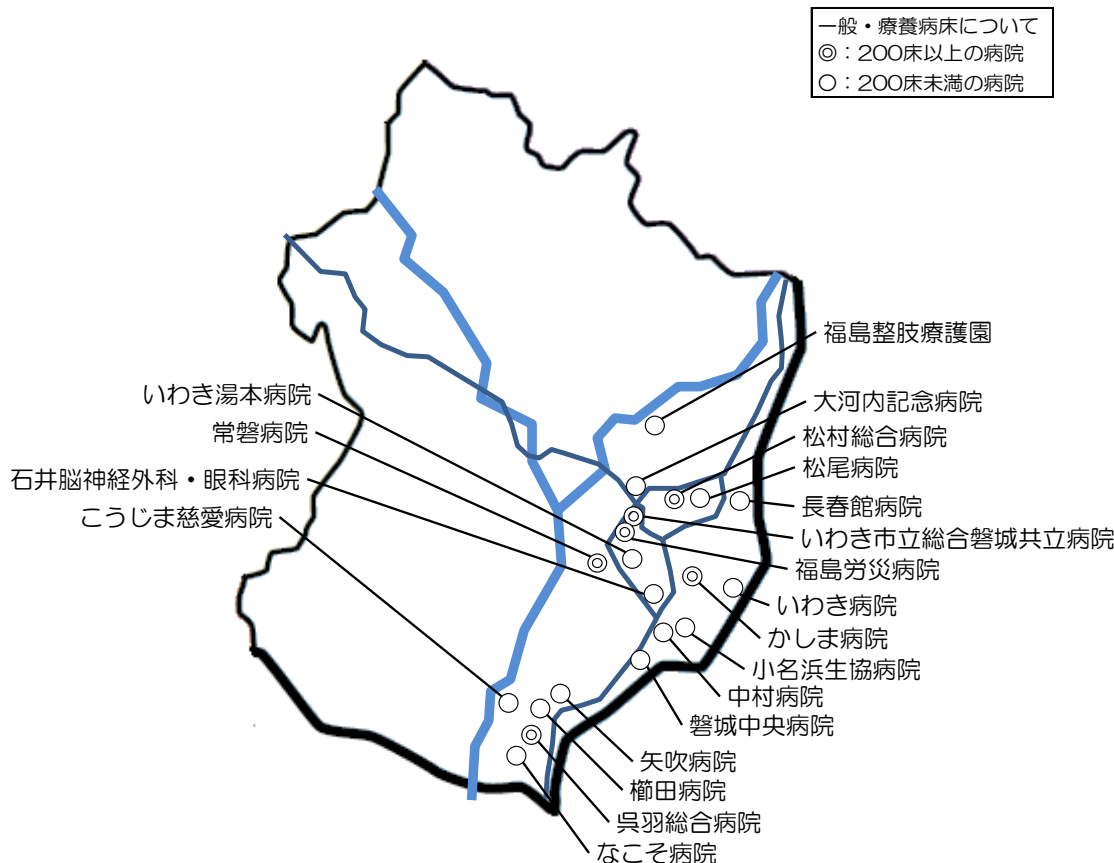 一般・療養病床について
◎：200床以上の病院
○：200床未満の病院
福島整肢療護園
いわき湯本病院
大河内記念病院
常磐病院
松村総合病院
松尾病院
石井脳神経外科・眼科病院
長春館病院
こうじま慈愛病院
いわき市立総合磐城共立病院
福島労災病院
いわき病院
かしま病院
小名浜生協病院
中村病院
磐城中央病院
矢吹病院
櫛田病院
呉羽総合病院
なこそ病院